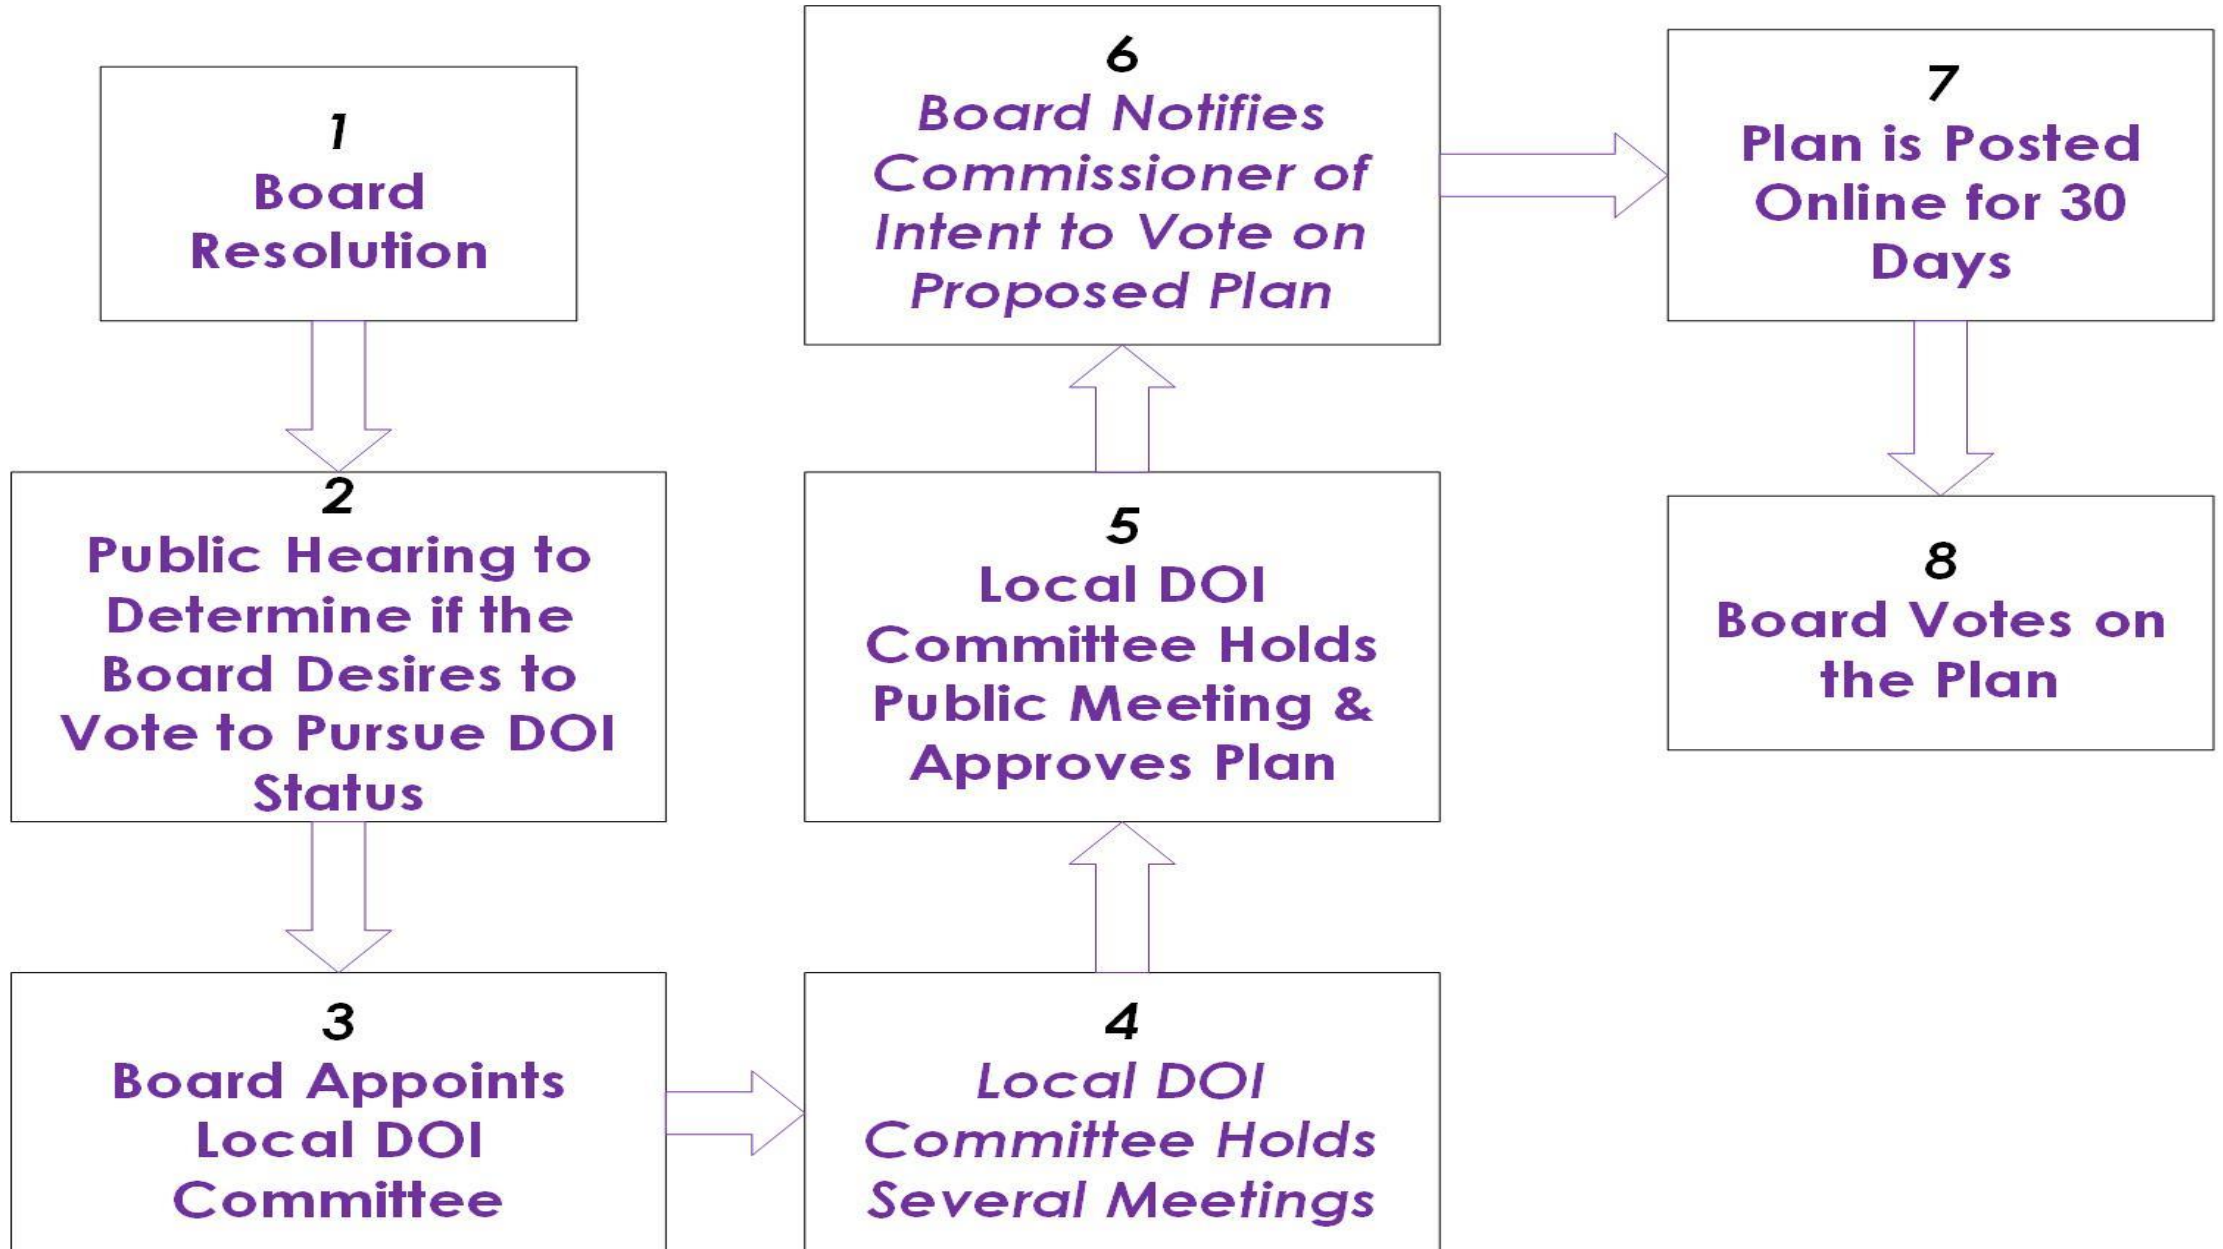 1
Board
Resolution
2
Public Hearing to
Determine if the
Board Desires to
Vote to Pursue DOI
Status
3
Board Appoints
Local DOI
Committee
4
Local DOI
Committee Holds
Several Meetings
5
Local DOI
Committee Holds
Public Meeting &
Approves Plan
6
Board Notifies
Commissioner of
Intent to Vote on
Proposed Plan
7
Plan is Posted
Online for 30
Days
8
Board Votes on
the Plan